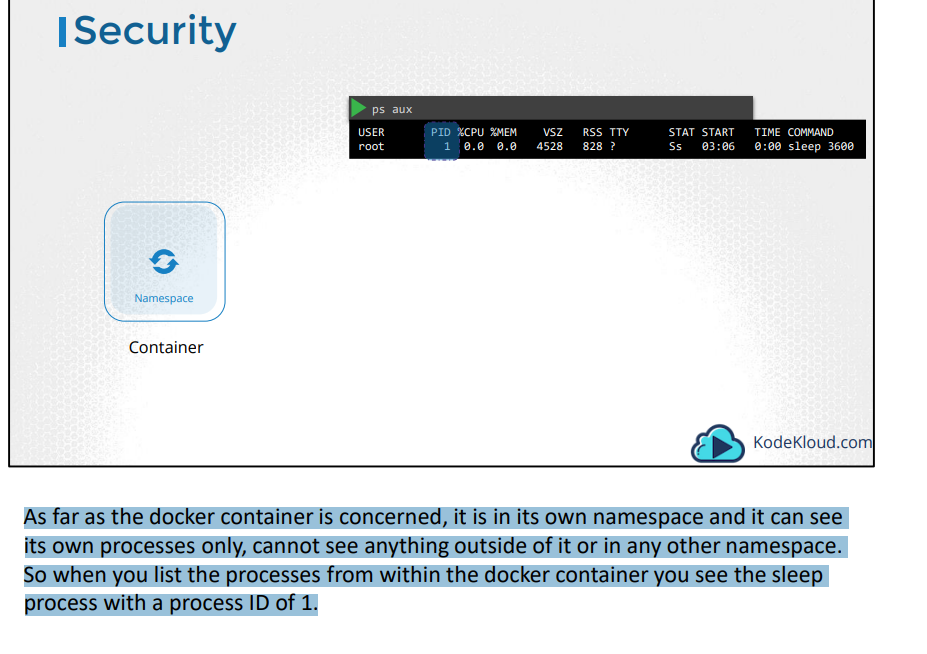 Security
ps aux
USER PID %CPU %MEM VSZ RSS TTY STAT START TIME COMMAND
root 1 0.0 0.0 4528 828 ? Ss 03:06 0:00 sleep 3600
Namespace
Container
KodeKloud.com
As far as the docker container is concerned, it is in its own namespace and it can see
its own processes only, cannot see anything outside of it or in any other namespace.
So when you list the processes from within the docker container you see the sleep
process with a process ID of 1.